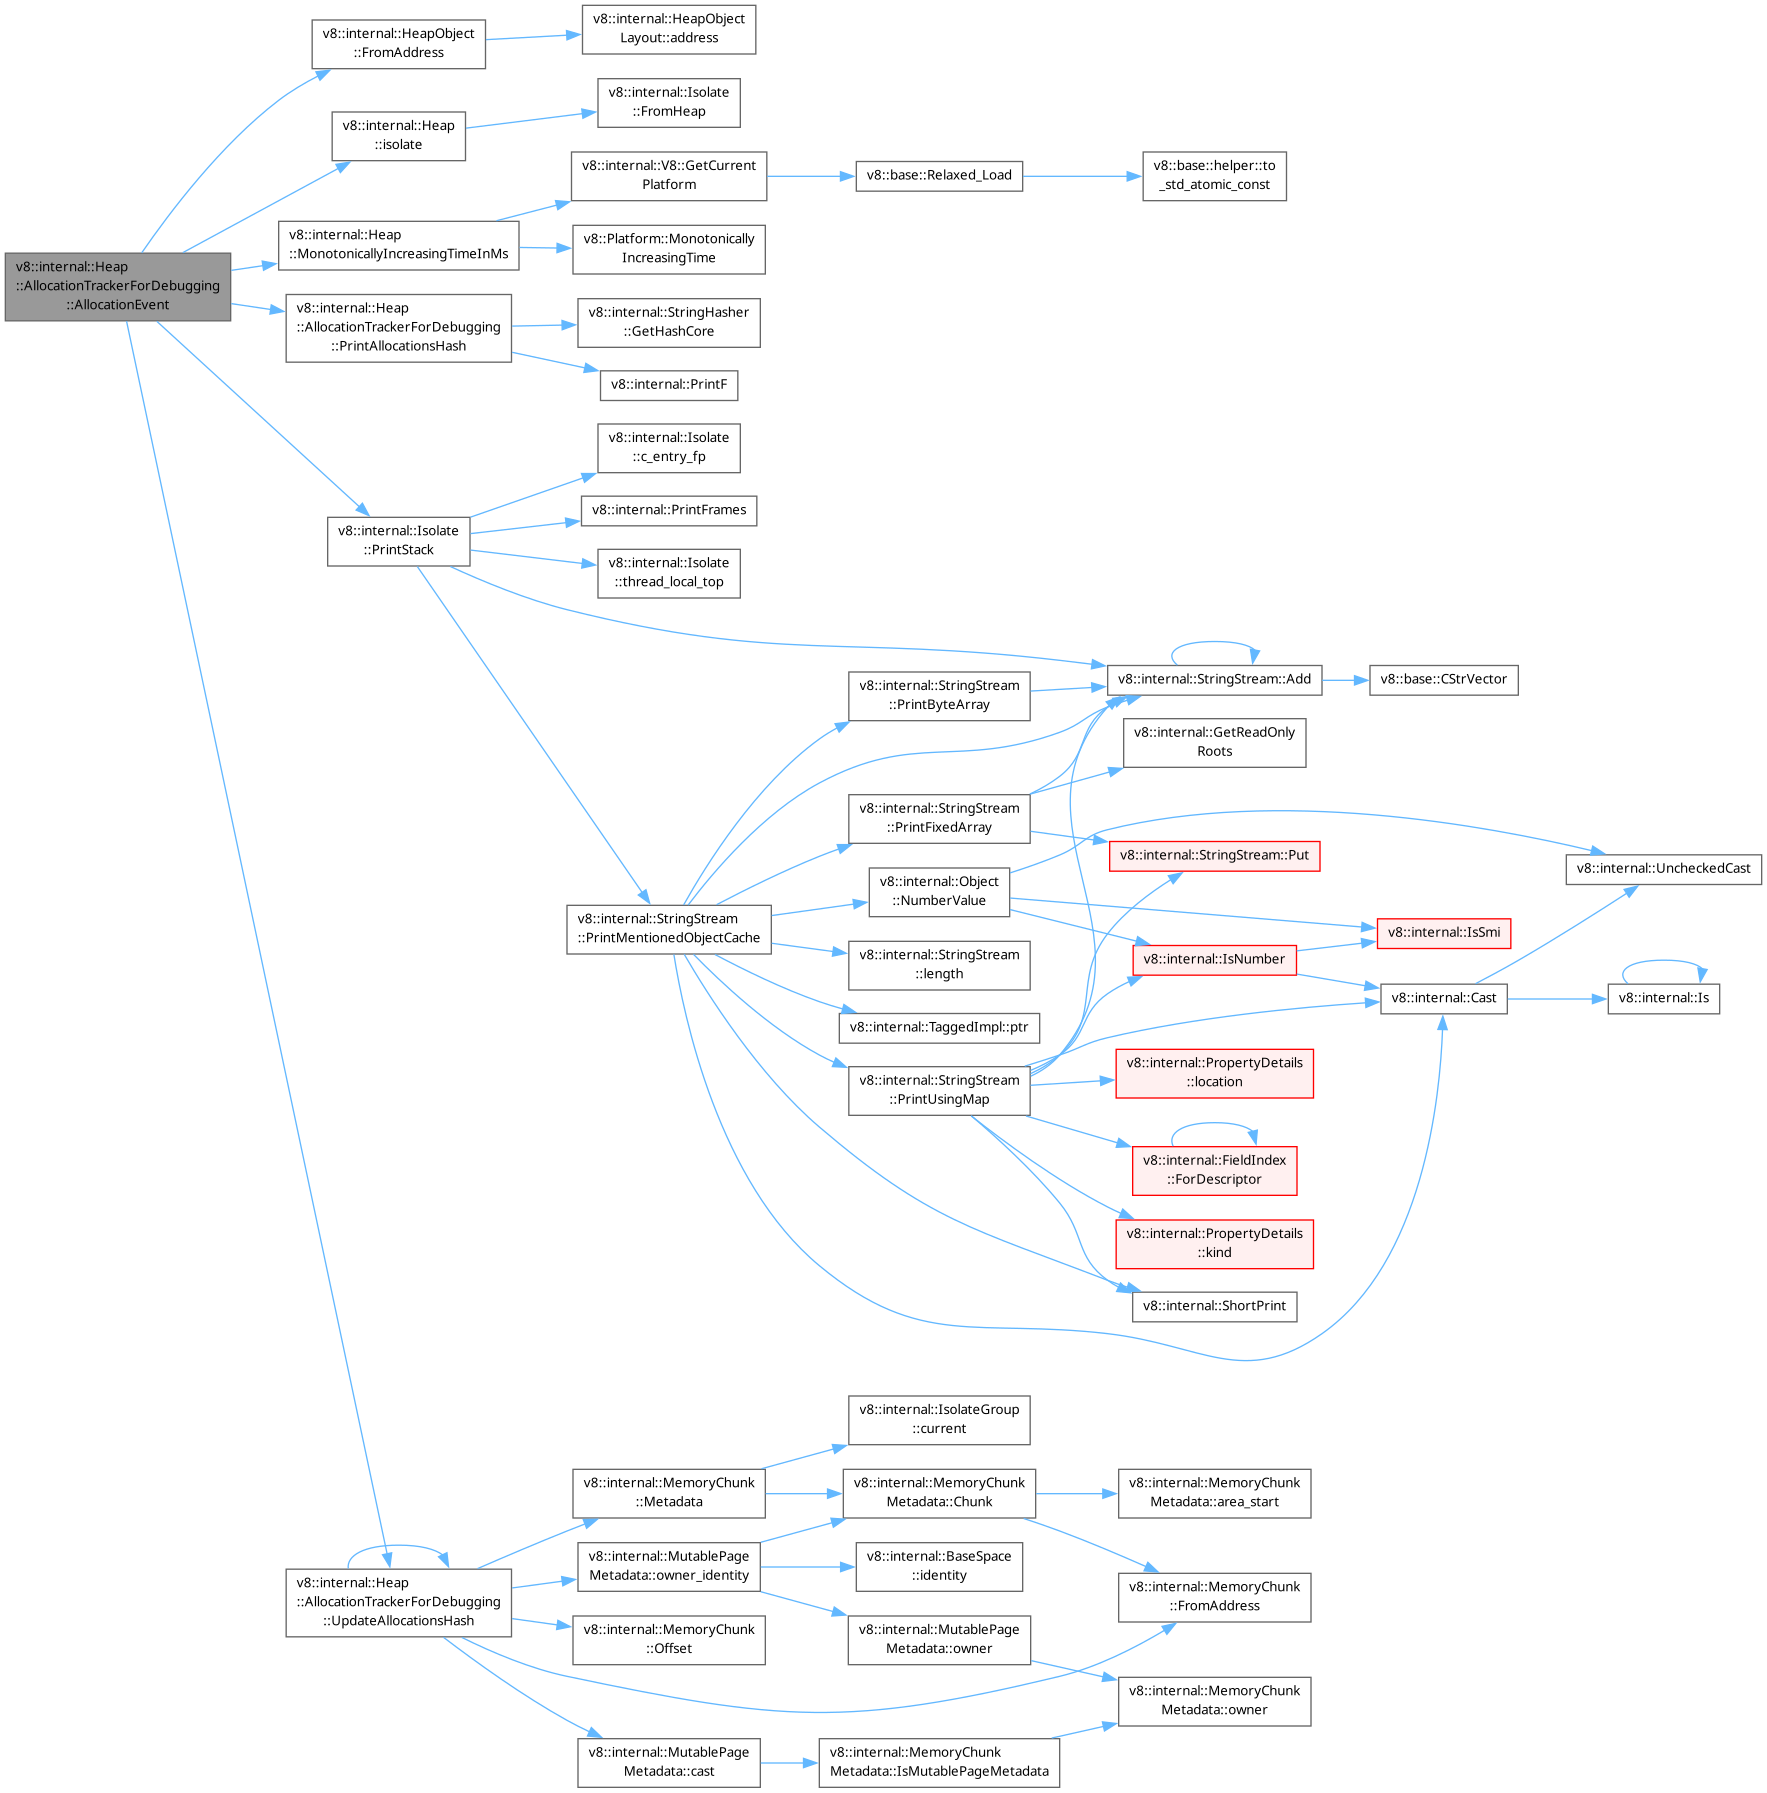 v8::internal::HeapObject
::FromAddress
v8::internal::HeapObject
Layout::address
v8::internal::Heap
::isolate
v8::internal::Isolate
::FromHeap
v8::internal::Heap
::AllocationTrackerForDebugging
::AllocationEvent
v8::internal::Heap
::MonotonicallyIncreasingTimeInMs
v8::internal::V8::GetCurrent
Platform
v8::base::Relaxed_Load
v8::base::helper::to
_std_atomic_const
v8::Platform::Monotonically
IncreasingTime
v8::internal::Heap
::AllocationTrackerForDebugging
::PrintAllocationsHash
v8::internal::StringHasher
::GetHashCore
v8::internal::PrintF
v8::internal::Isolate
::PrintStack
v8::internal::Isolate
::c_entry_fp
v8::internal::PrintFrames
v8::internal::Isolate
::thread_local_top
v8::internal::StringStream::Add
v8::base::CStrVector
v8::internal::StringStream
::PrintMentionedObjectCache
v8::internal::StringStream
::PrintByteArray
v8::internal::StringStream
::PrintFixedArray
v8::internal::GetReadOnly
Roots
v8::internal::StringStream::Put
v8::internal::Object
::NumberValue
v8::internal::UncheckedCast
v8::internal::IsSmi
v8::internal::IsNumber
v8::internal::Cast
v8::internal::Is
v8::internal::StringStream
::length
v8::internal::TaggedImpl::ptr
v8::internal::StringStream
::PrintUsingMap
v8::internal::PropertyDetails
::location
v8::internal::FieldIndex
::ForDescriptor
v8::internal::PropertyDetails
::kind
v8::internal::ShortPrint
v8::internal::Heap
::AllocationTrackerForDebugging
::UpdateAllocationsHash
v8::internal::MemoryChunk
::Metadata
v8::internal::IsolateGroup
::current
v8::internal::MemoryChunk
Metadata::Chunk
v8::internal::MemoryChunk
Metadata::area_start
v8::internal::MutablePage
Metadata::owner_identity
v8::internal::BaseSpace
::identity
v8::internal::MemoryChunk
::FromAddress
v8::internal::MemoryChunk
::Offset
v8::internal::MutablePage
Metadata::owner
v8::internal::MemoryChunk
Metadata::owner
v8::internal::MutablePage
Metadata::cast
v8::internal::MemoryChunk
Metadata::IsMutablePageMetadata